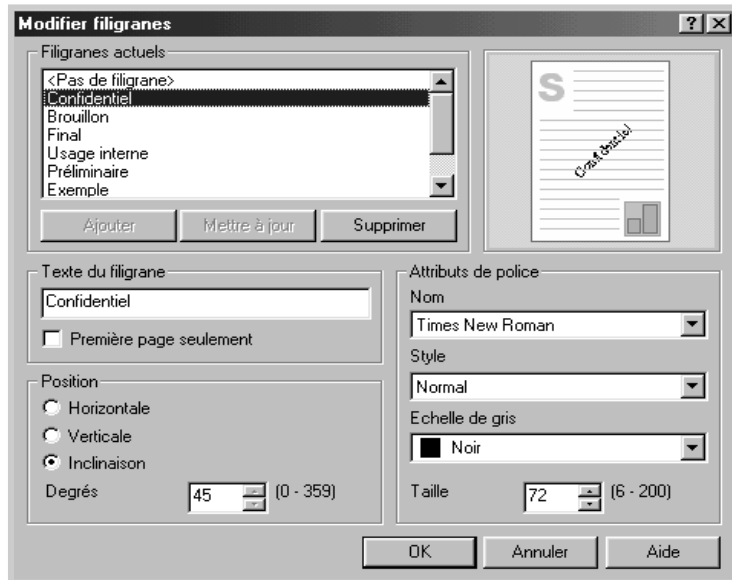 Modifier filigranes
Filigranes actuels
<Pas de filigrane>
Confidentiel
Brouillon
Final
Usage interne
Préliminaire
Exemple
Ajouter
Mettre à jour
Supprimer
S
Confidentiel
Texte du filigrane
Confidentiel
Première page seulement
Position
Horizontale
Verticale
Inclinaison
Degrés 45 (0 - 359)
Attributs de police
Nom
Times New Roman
Style
Normal
Echelle de gris
Noir
Taille 72 (6 - 200)
OK
Annuler
Aide